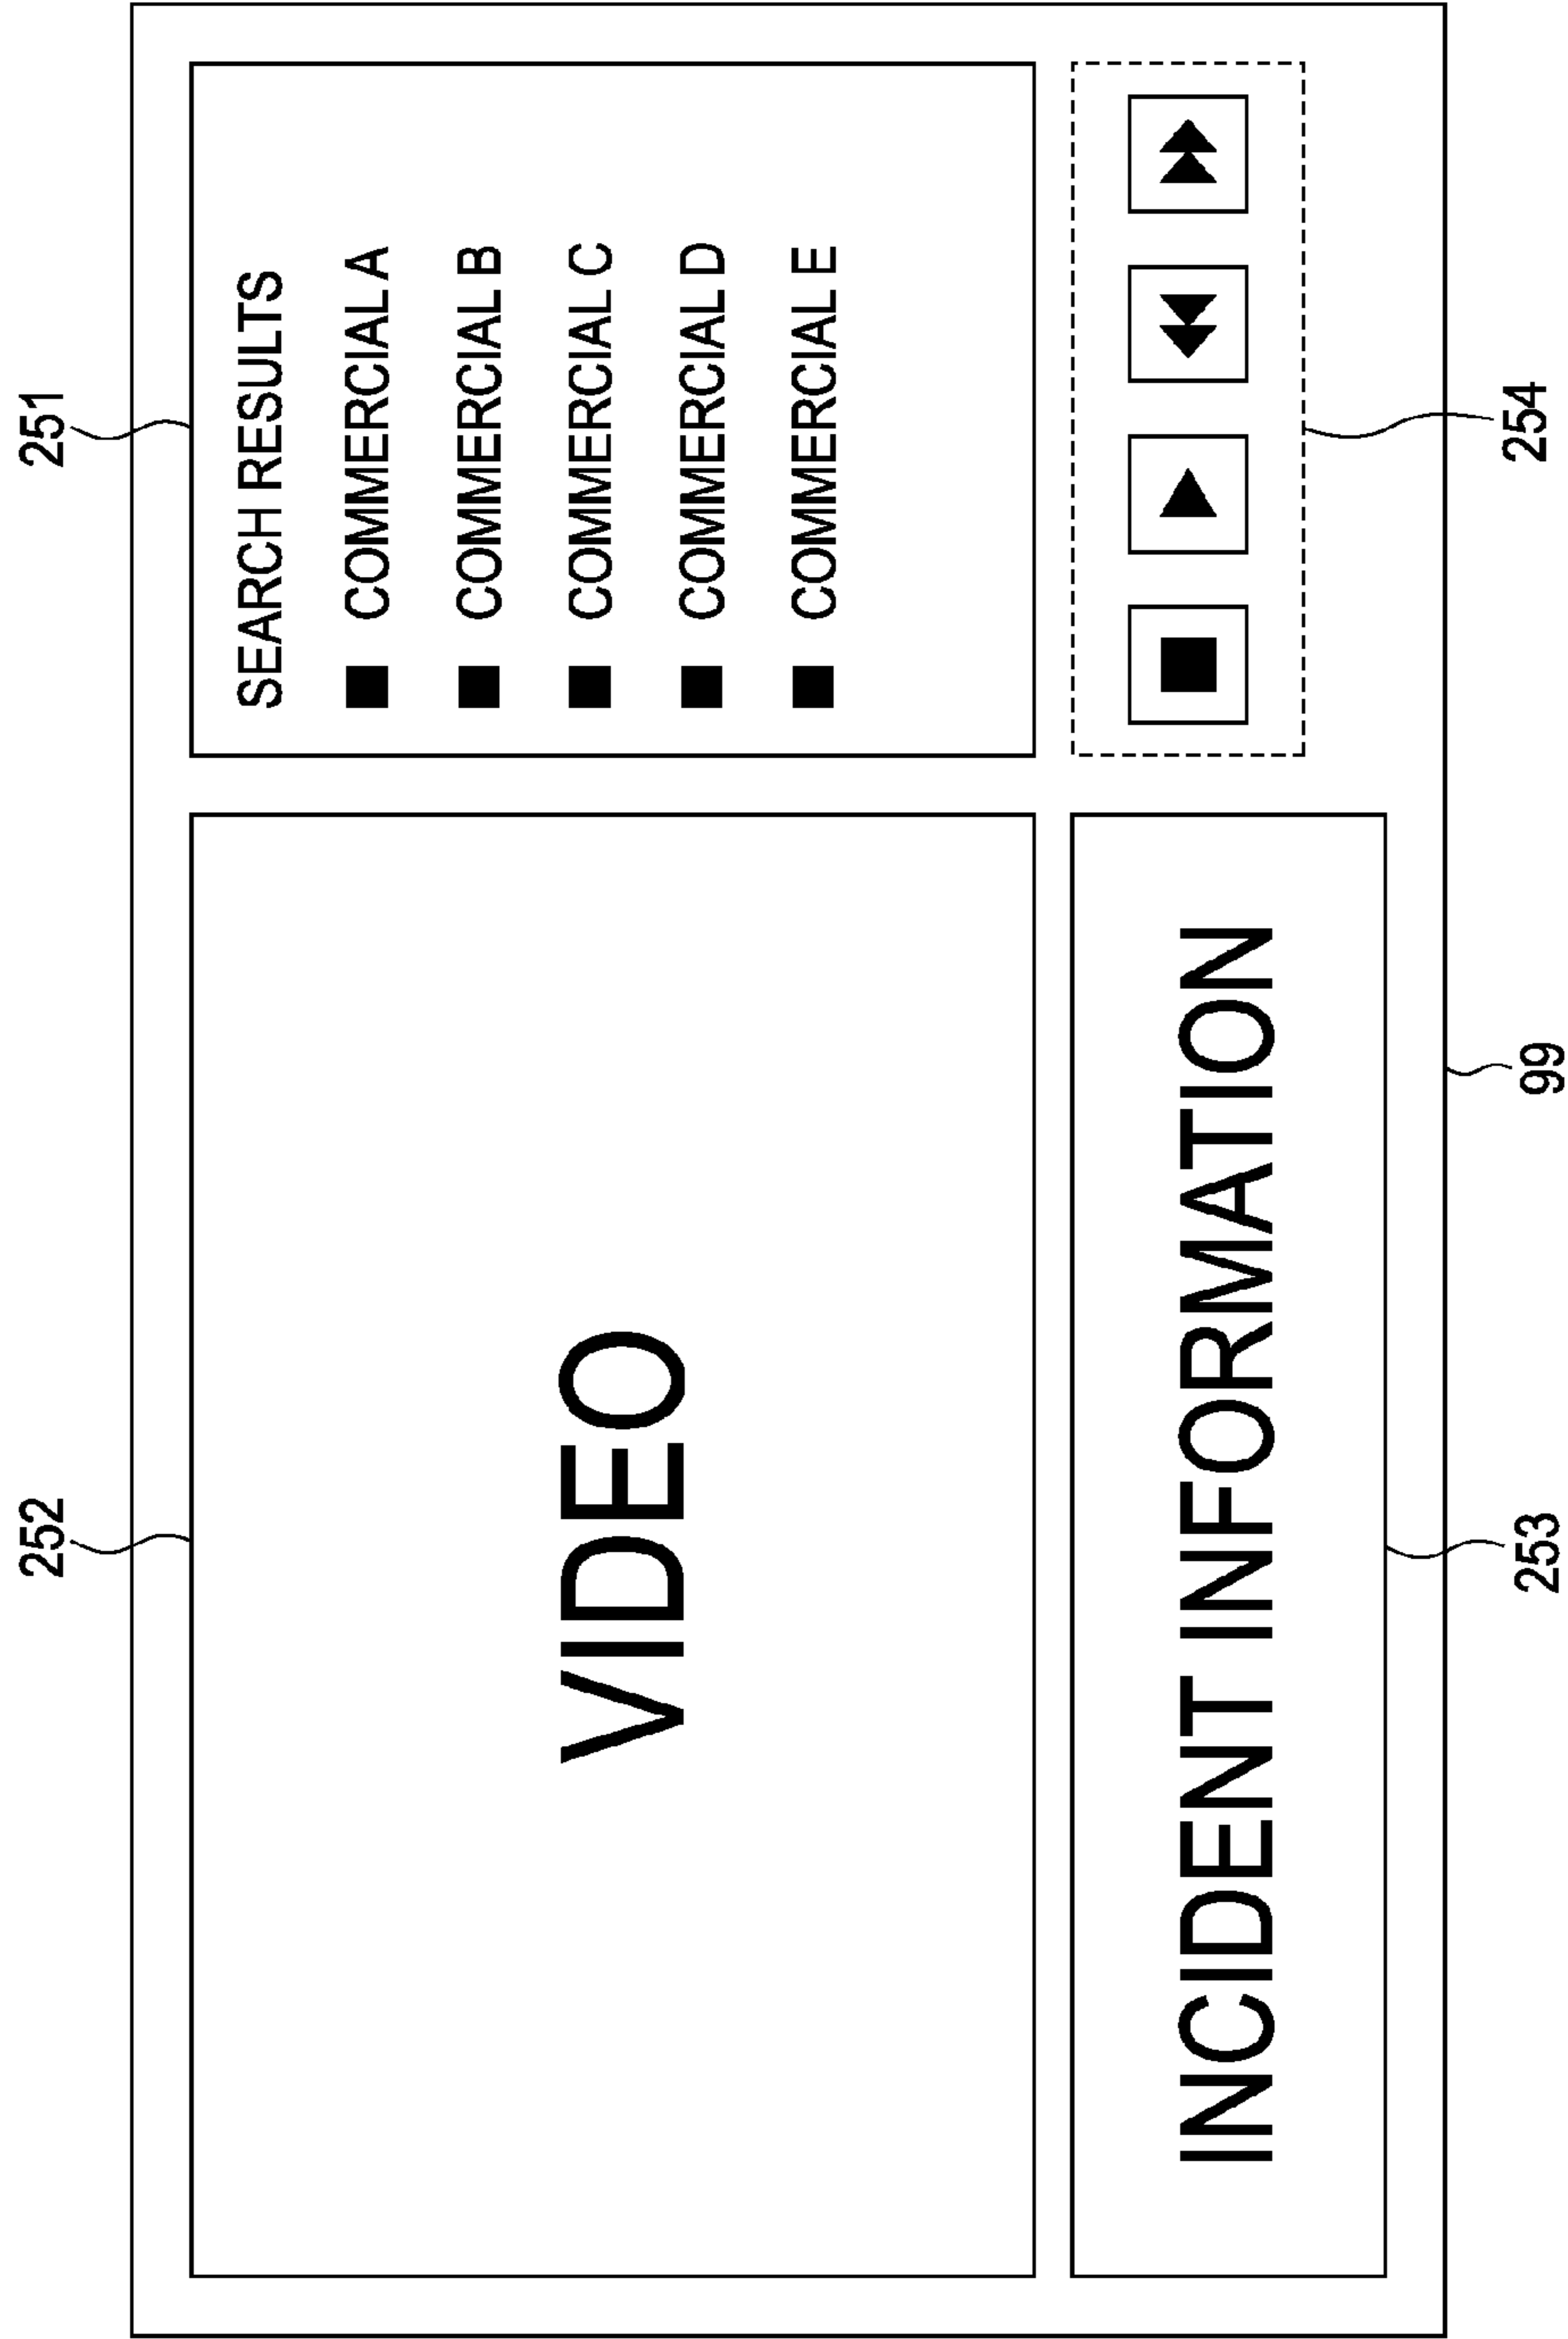 252
251
VIDEO
SEARCH RESULTS
■ COMMERCIAL A
■ COMMERCIAL B
■ COMMERCIAL C
■ COMMERCIAL D
■ COMMERCIAL E
INCIDENT INFORMATION
253
99
254